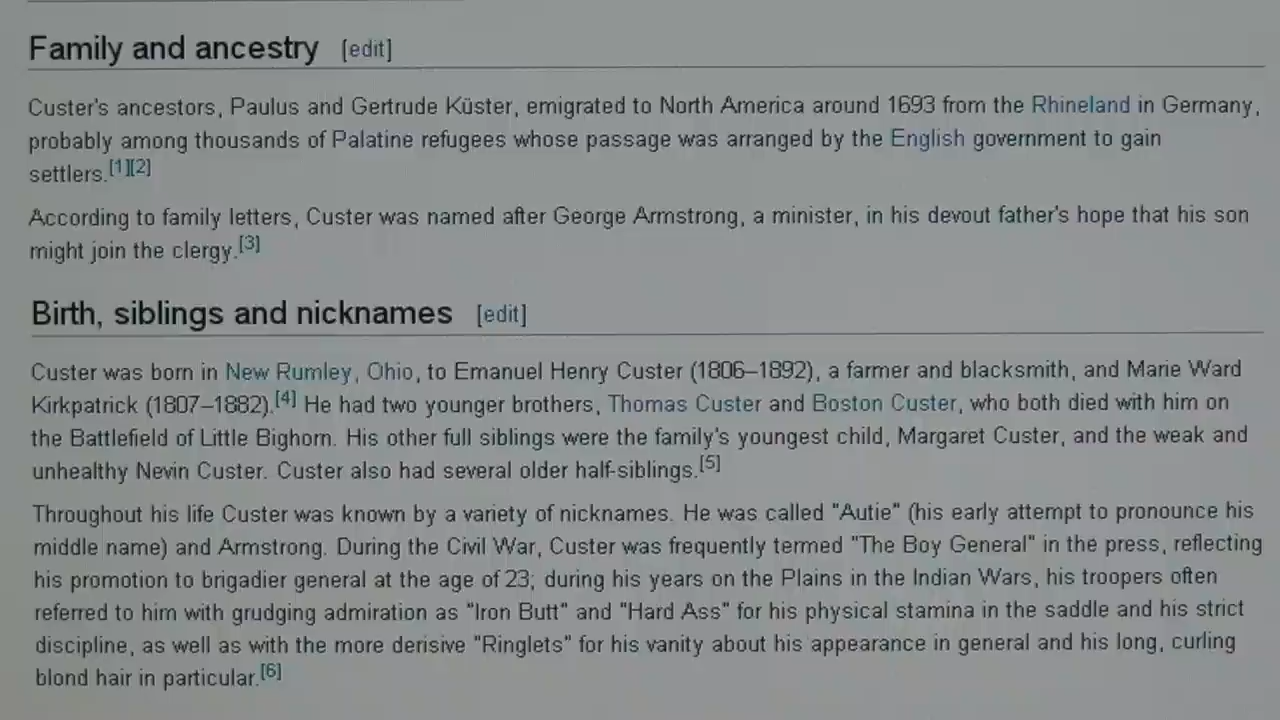 Family and ancestry [edit]
Custer's ancestors, Paulus and Gertrude Küster, emigrated to North America around 1693 from the Rhineland in Germany,
probably among thousands of Palatine refugees whose passage was arranged by the English government to gain
settlers.[1][2]
According to family letters, Custer was named after George Armstrong, a minister, in his devout father's hope that his son
might join the clergy.[3]
Birth, siblings and nicknames [edit]
Custer was born in New Rumley, Ohio, to Emanuel Henry Custer (1806–1892), a farmer and blacksmith, and Marie Ward
Kirkpatrick (1807–1882).[4] He had two younger brothers, Thomas Custer and Boston Custer, who both died with him on
the Battlefield of Little Bighorn. His other full siblings were the family's youngest child, Margaret Custer, and the weak and
unhealthy Nevin Custer. Custer also had several older half-siblings.[5]
Throughout his life Custer was known by a variety of nicknames. He was called "Autie" (his early attempt to pronounce his
middle name) and Armstrong. During the Civil War, Custer was frequently termed "The Boy General" in the press, reflecting
his promotion to brigadier general at the age of 23; during his years on the Plains in the Indian Wars, his troopers often
referred to him with grudging admiration as "Iron Butt" and "Hard Ass" for his physical stamina in the saddle and his strict
discipline, as well as with the more derisive "Ringlets" for his vanity about his appearance in general and his long, curling
blond hair in particular.[6]